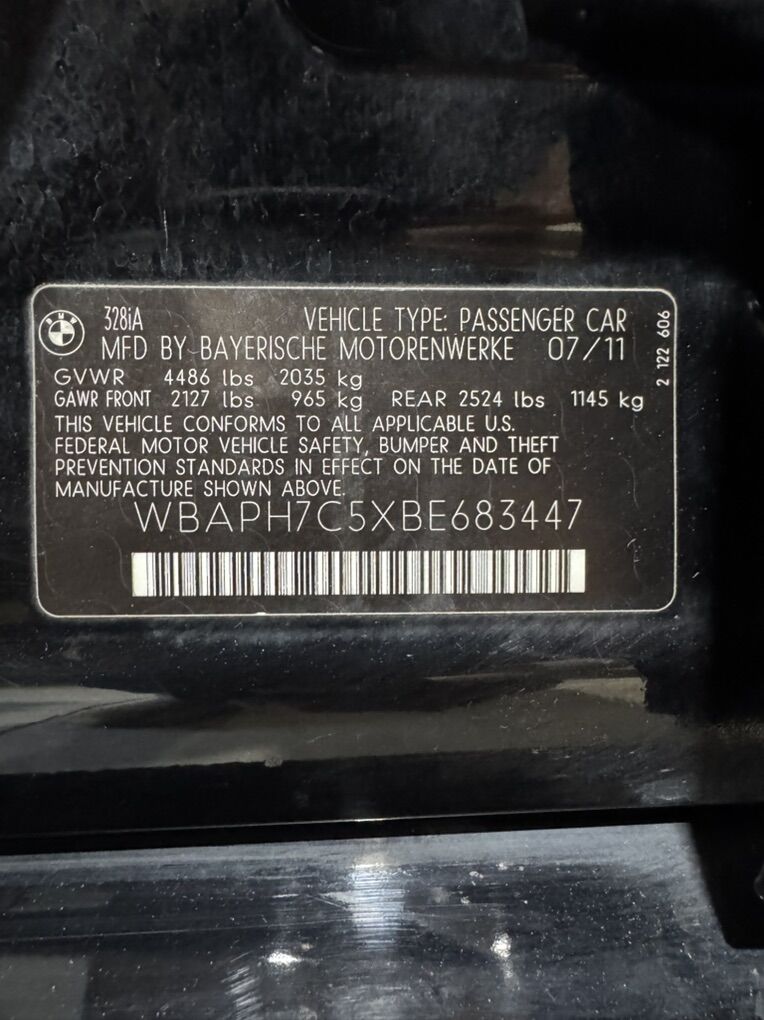 BMW
328iA VEHICLE TYPE: PASSENGER CAR
MFD BY BAYERISCHE MOTORENWERKE 07/11
GVWR 4486 lbs 2035 kg
GAWR FRONT 2127 lbs 965 kg REAR 2524 lbs 1145 kg
THIS VEHICLE CONFORMS TO ALL APPLICABLE U.S.
FEDERAL MOTOR VEHICLE SAFETY, BUMPER AND THEFT
PREVENTION STANDARDS IN EFFECT ON THE DATE OF
MANUFACTURE SHOWN ABOVE.
WBAPH7C5XBE683447
2 122 606